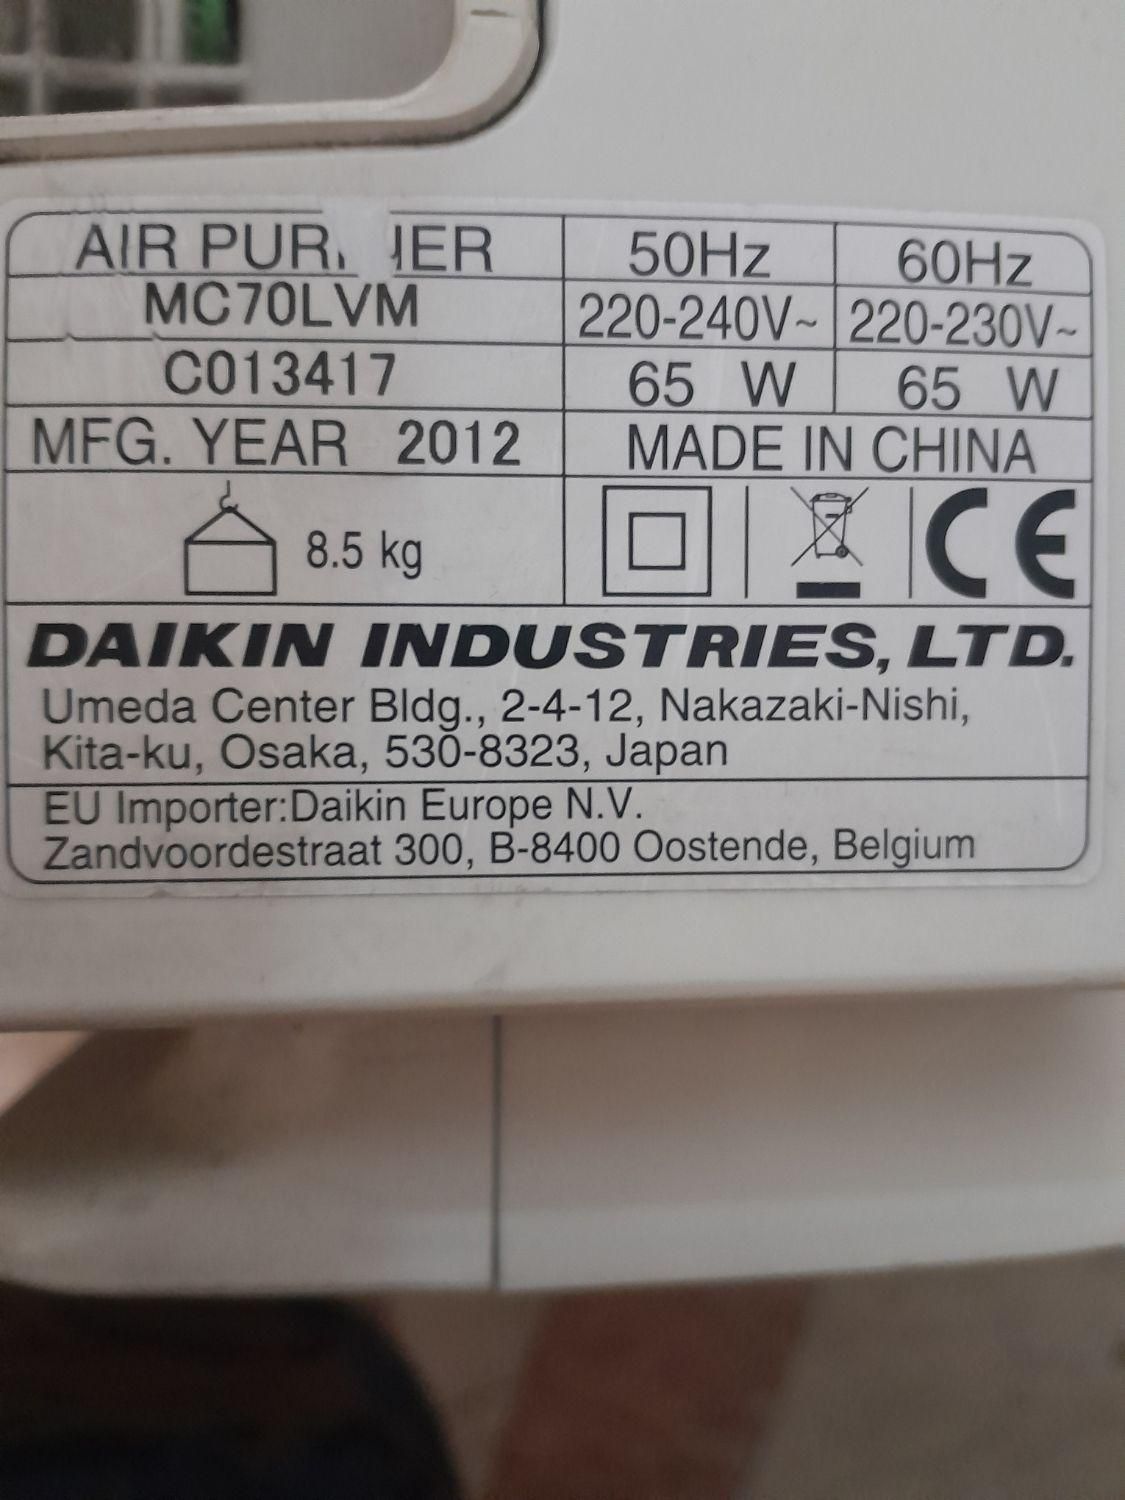 AIR PURIFIER
50Hz
60Hz
MC70LVM
220-240V~
220-230V~
C013417
65 W
65 W
MFG. YEAR 2012
MADE IN CHINA
8.5 kg
CE
DAIKIN INDUSTRIES, LTD.
Umeda Center Bldg., 2-4-12, Nakazaki-Nishi,
Kita-ku, Osaka, 530-8323, Japan
EU Importer:Daikin Europe N.V.
Zandvoordestraat 300, B-8400 Oostende, Belgium